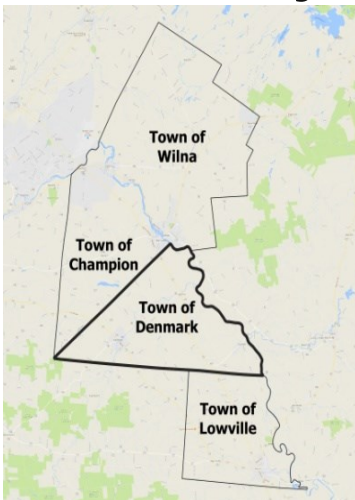 Town of
Wilna
Town of
Champion
Town of
Denmark
Town of
Lowville